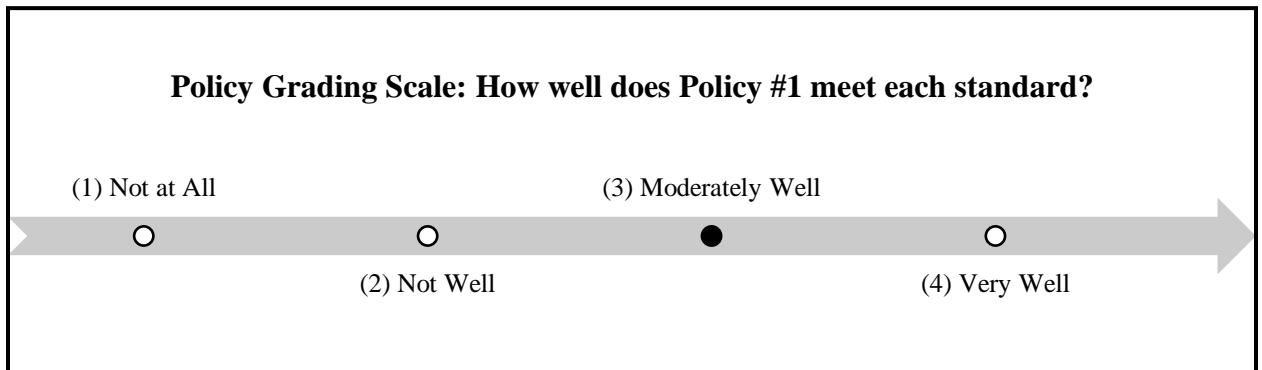 Policy Grading Scale: How well does Policy #1 meet each standard?
(1) Not at All
(3) Moderately Well
(2) Not Well
(4) Very Well